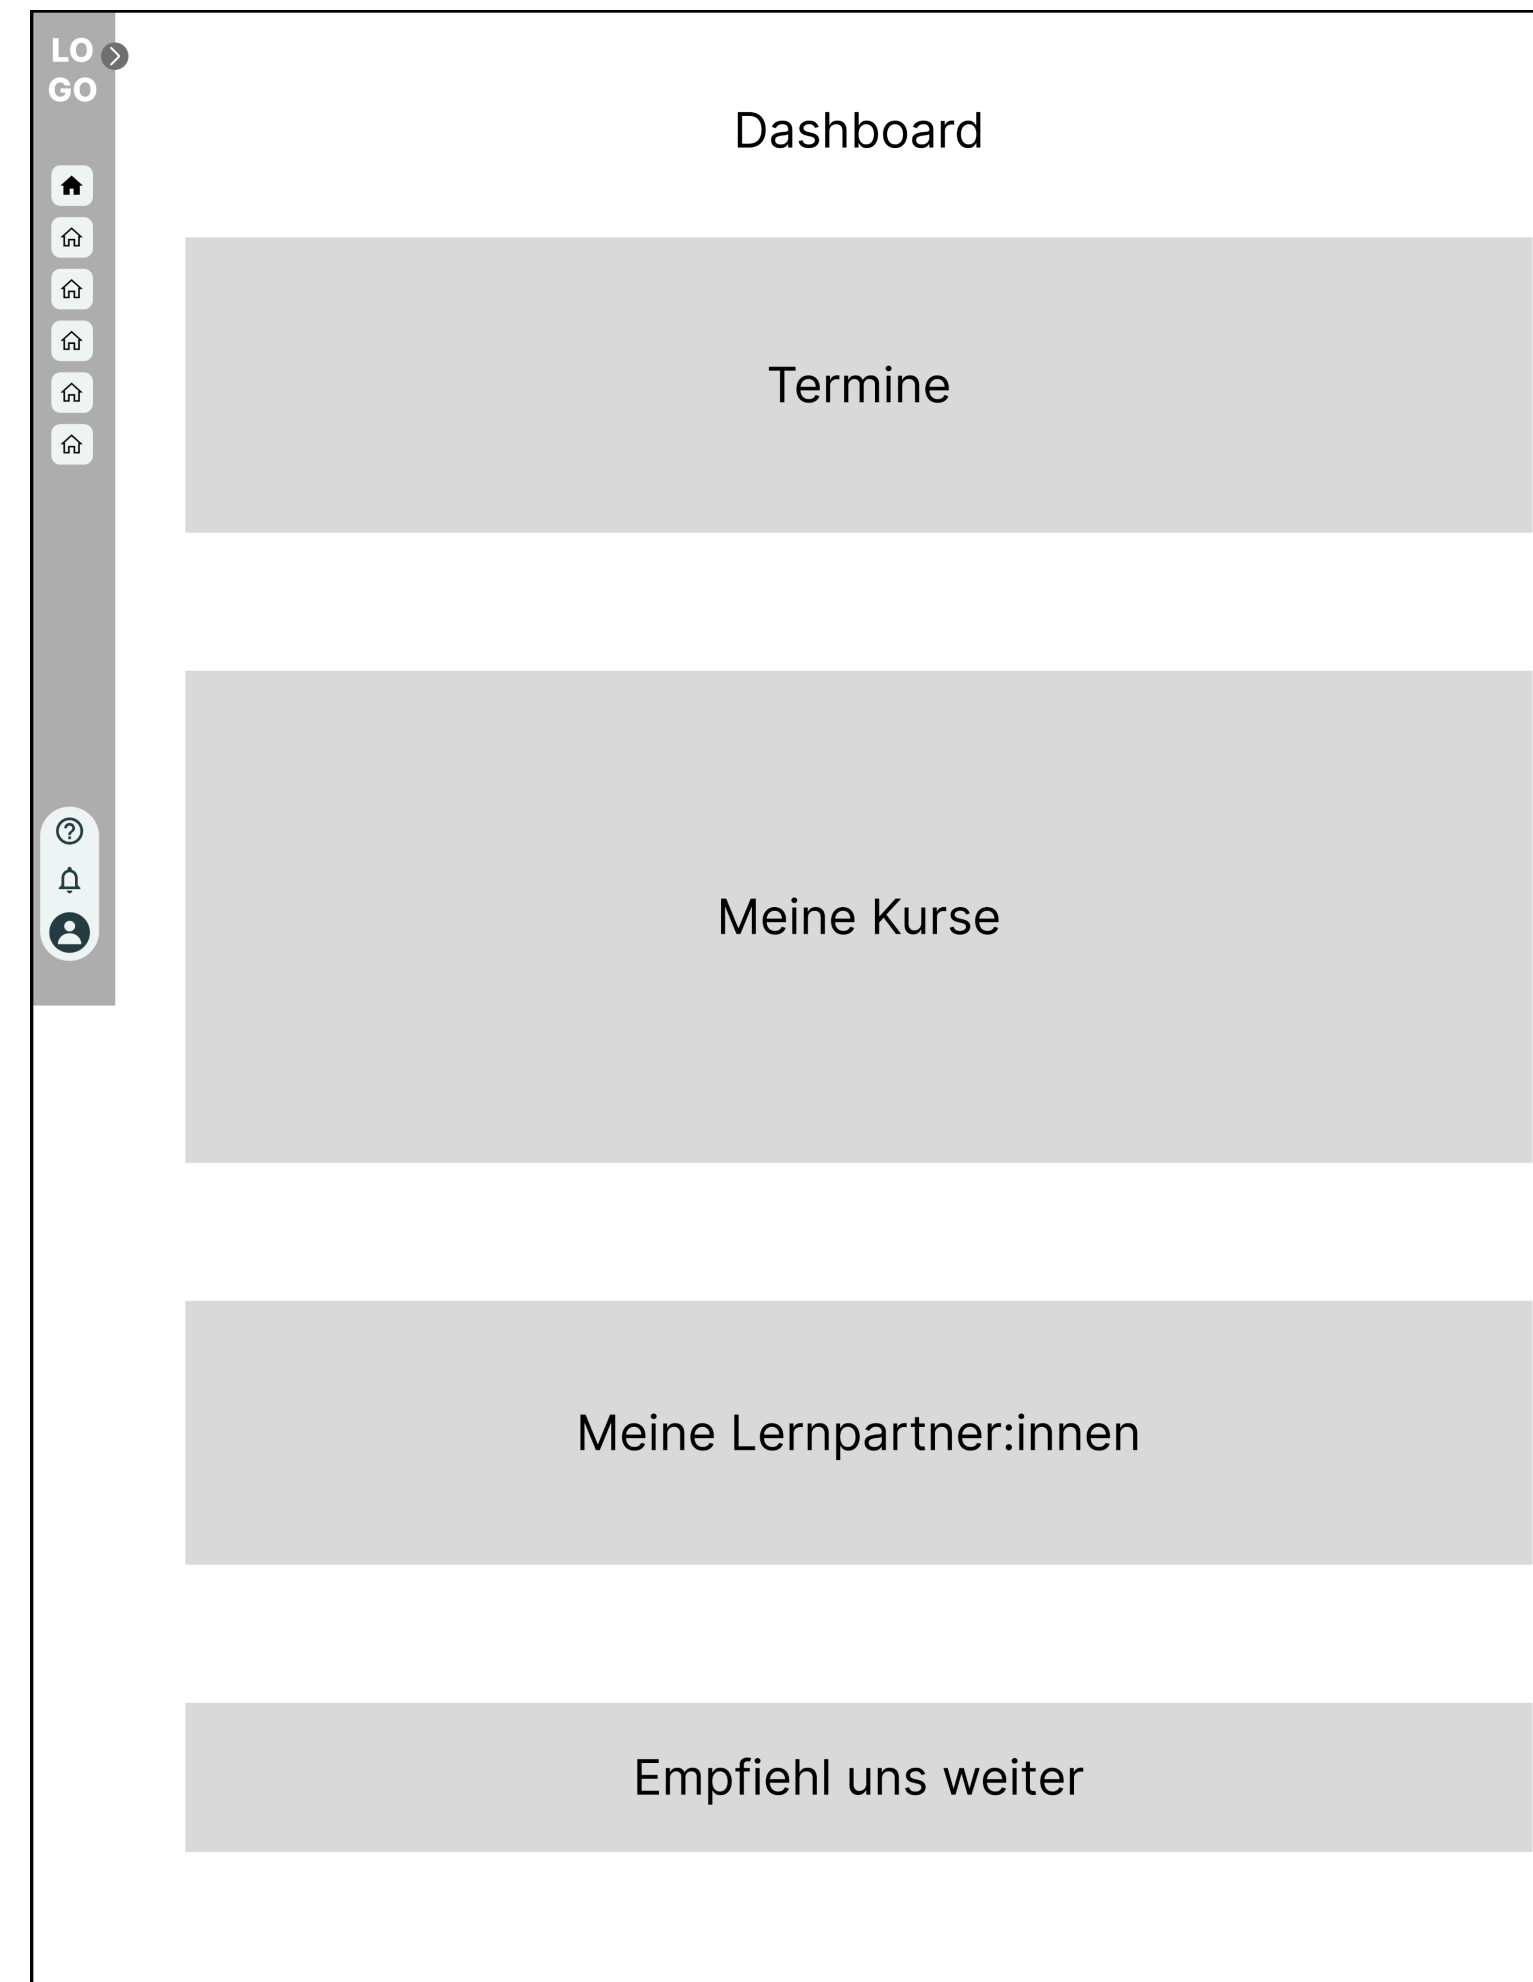 LO
GO
Dashboard
Termine
Meine Kurse
Meine Lernpartner:innen
Empfiehl uns weiter